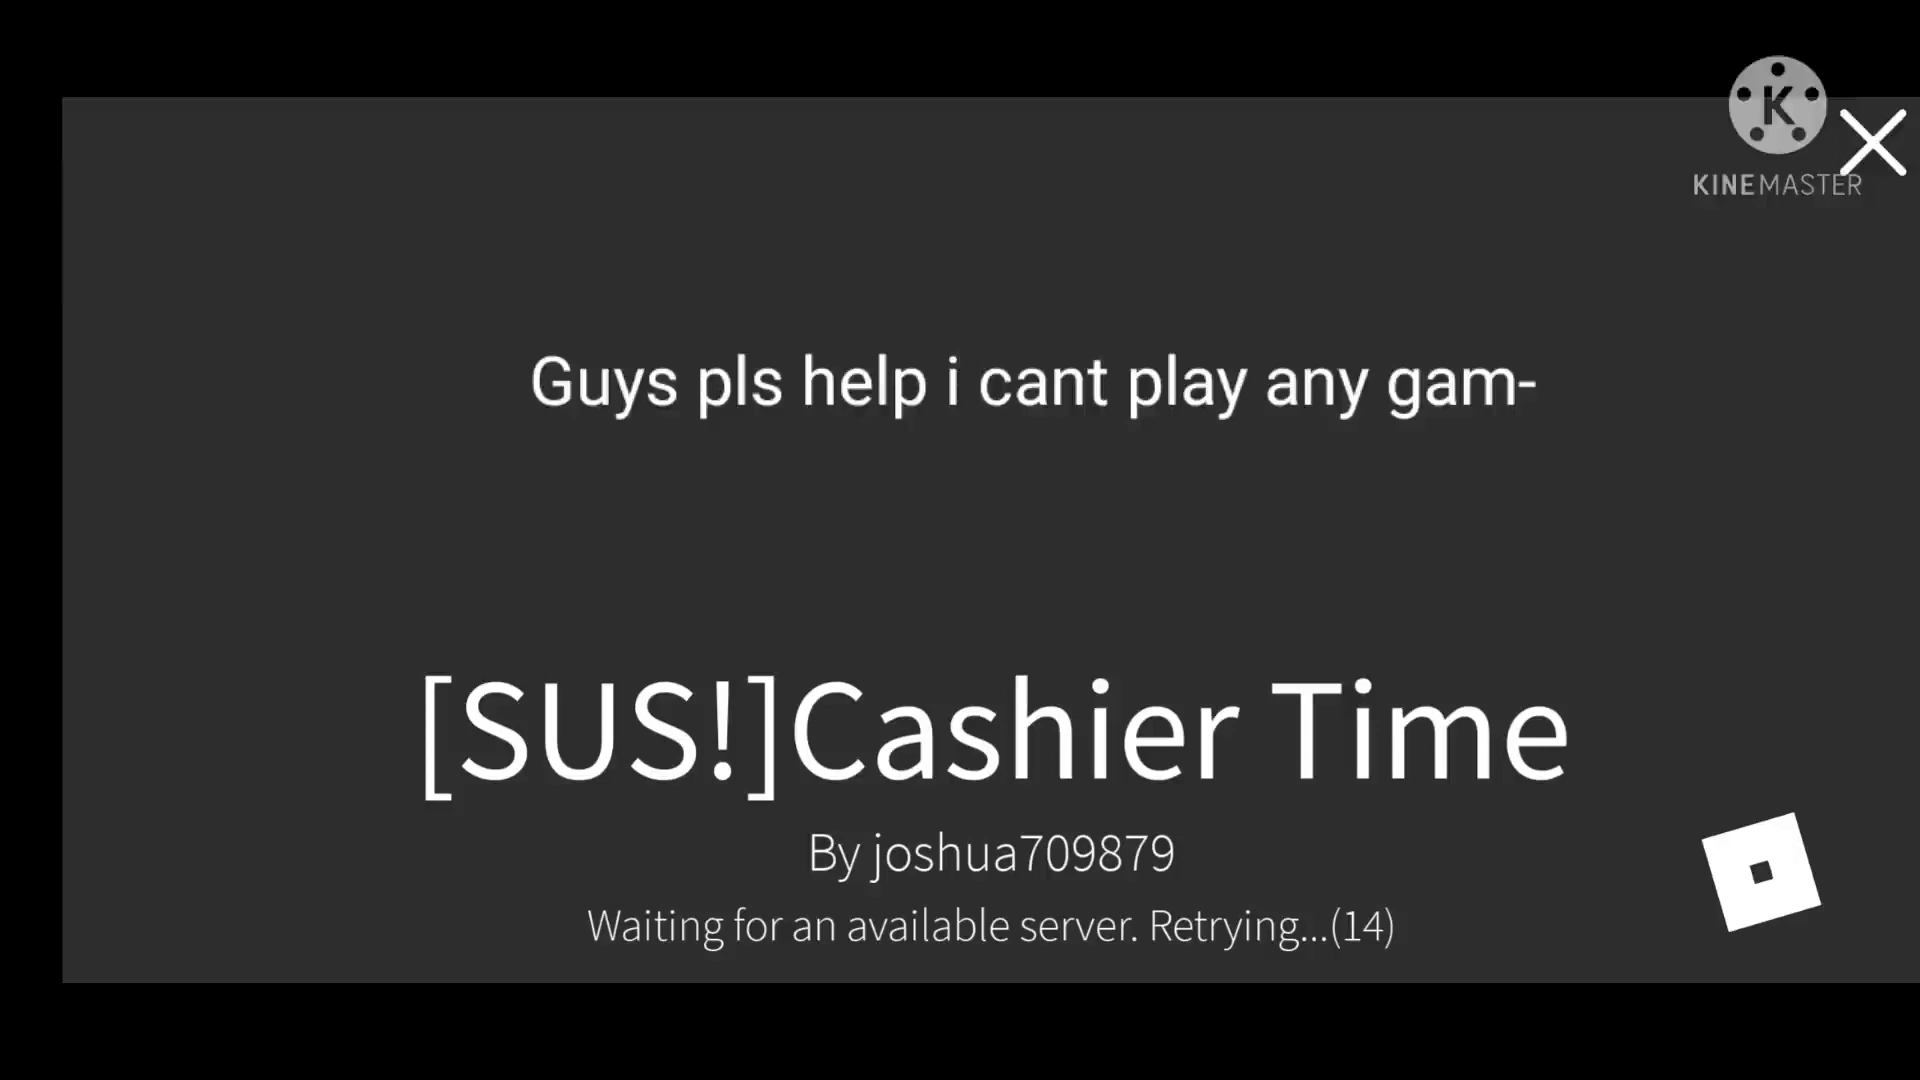 K
KINEMASTER
Guys pls help i cant play any gam-
[SUS!]Cashier Time
By joshua709879
Waiting for an available server. Retrying...(14)